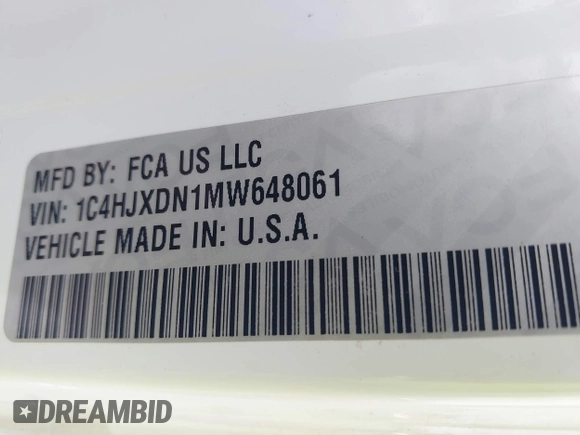 MFD BY: FCA US LLC
VIN: 1C4HJXDN1MW648061
VEHICLE MADE IN: U.S.A.
DREAMBID